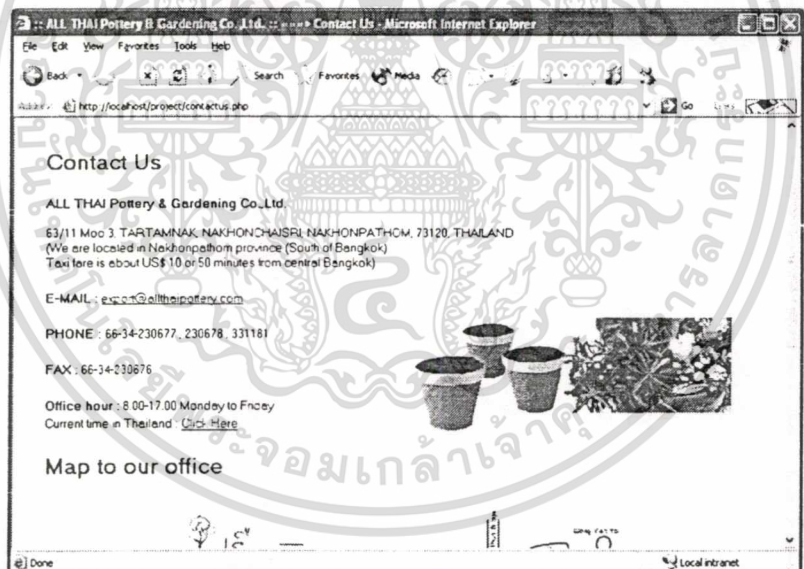 :: ALL THAI Pottery & Gardening Co.,Ltd. :: »»»» Contact Us - Microsoft Internet Explorer
File Edit View Favorites Tools Help
Back Search Favorites Media
Address http://localhost/project/contactus.php Go Links
Contact Us
ALL THAI Pottery & Gardening Co.,Ltd.
63/11 Moo 3, TARTAMNAK, NAKHONCHAISRI, NAKHONPATHOM, 73120, THAILAND
(We are located in Nakhonpathom province (South of Bangkok)
Taxi fare is about US$ 10 or 50 minutes from central Bangkok)
E-MAIL : export@allthaipottery.com
PHONE : 66-34-230677 , 230678 , 331181
FAX : 66-34-230676
Office hour : 8.00-17.00 Monday to Friday
Current time in Thailand : Click Here
Map to our office
Done Local intranet